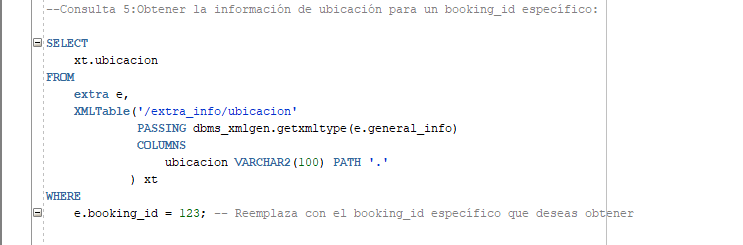 --Consulta 5:Obtener la información de ubicación para un booking_id específico:
SELECT
xt.ubicacion
FROM
extra e,
XMLTable('/extra_info/ubicacion'
PASSING dbms_xmlgen.getxmltype(e.general_info)
COLUMNS
ubicacion VARCHAR2(100) PATH '.'
) xt
WHERE
e.booking_id = 123; -- Reemplaza con el booking_id específico que deseas obtener